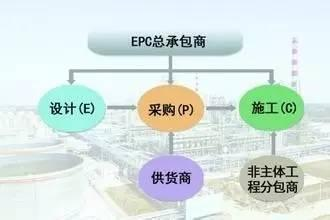 EPC总承包商
设计(E)
采购(P)
施工(C)
供货商
非主体工
程分包商